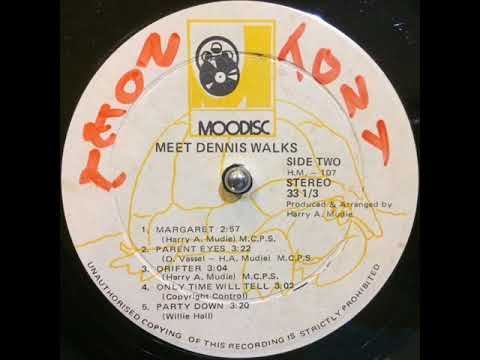 MOODISC
MEET DENNIS WALKS
SIDE TWO
H.M. - 107
STEREO
33 1/3
Produced & Arranged by
Harry A. Mudie
1. MARGARET 2:57
(Harry A. Mudie) M.C.P.S.
2. PARENT EYES 3:22
(D. Vassel - H.A. Mudie) M.C.P.S.
3. DRIFTER 3:04
(Harry A. Mudie) M.C.P.S.
4. ONLY TIME WILL TELL 3:02
(Copyright Control)
5. PARTY DOWN 3:20
(Willie Hall)
UNAUTHORISED COPYING OF THIS RECORDING IS STRICTLY PROHIBITED
TONY